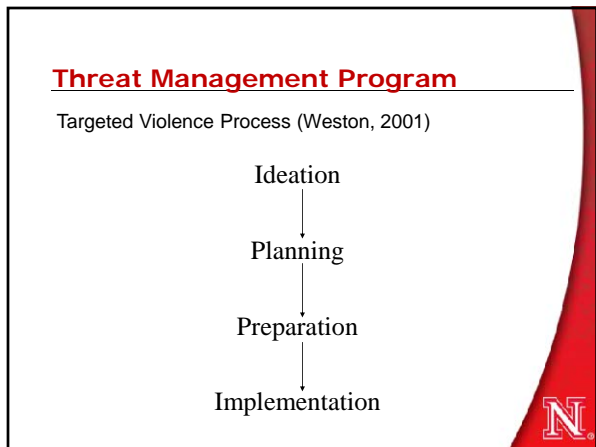 Threat Management Program
Targeted Violence Process (Weston, 2001)
Ideation
Planning
Preparation
Implementation
N®